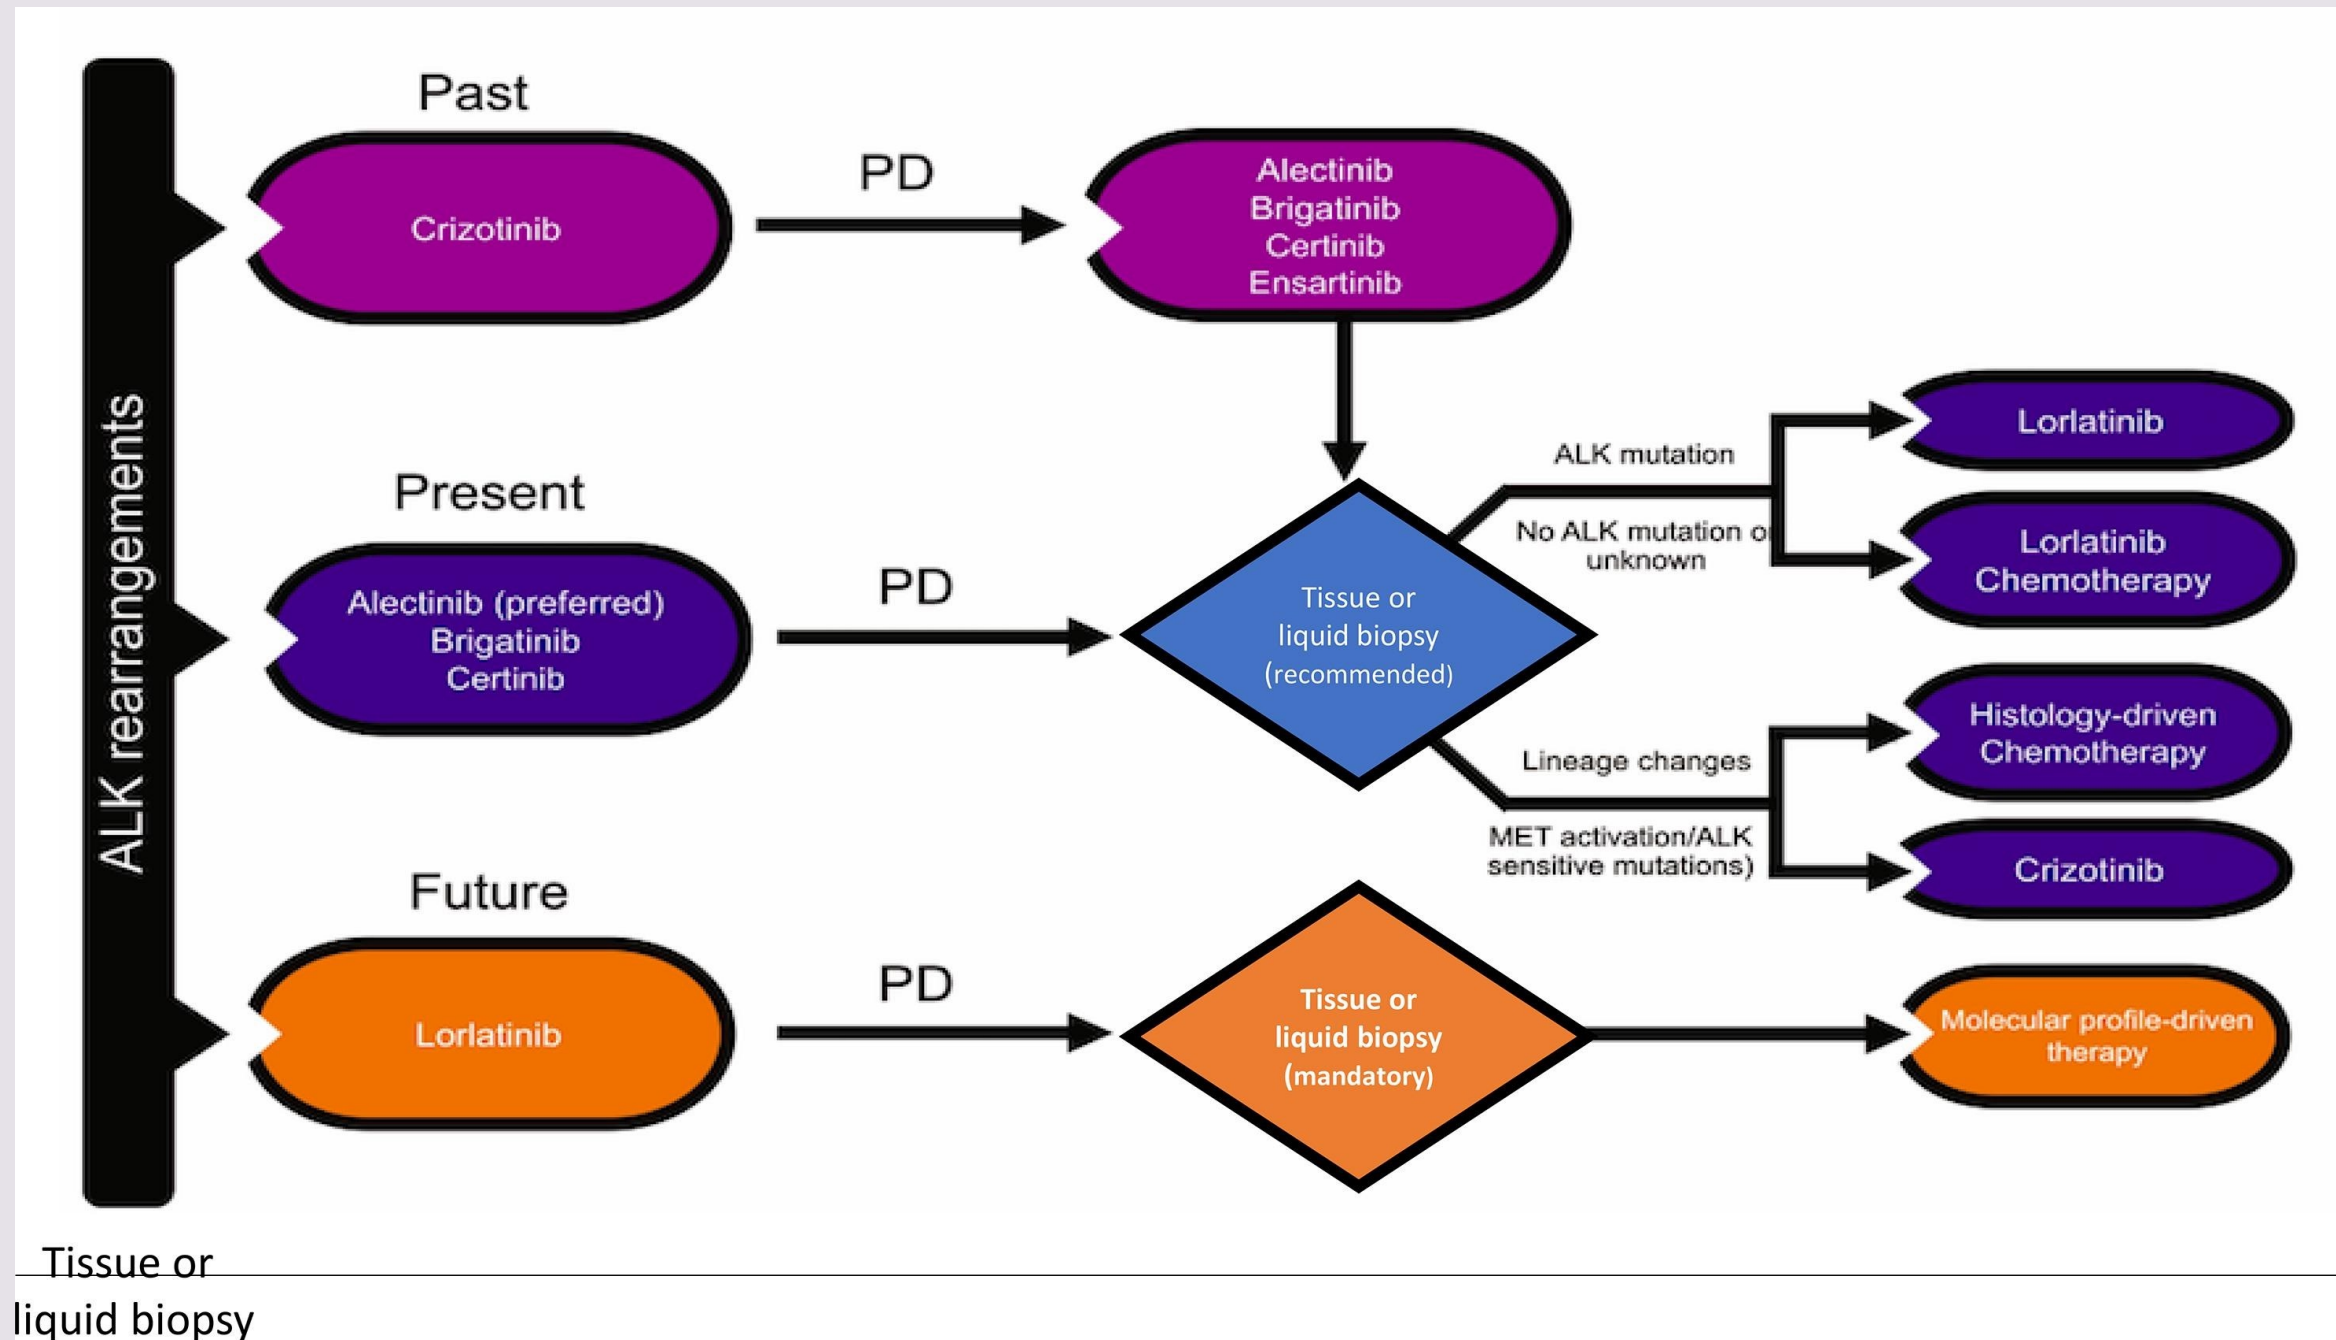 ALK rearrangements
Past
Crizotinib
PD
Alectinib
Brigatinib
Certinib
Ensartinib
Present
Alectinib (preferred)
Brigatinib
Certinib
PD
Tissue or
liquid biopsy
(recommended)
ALK mutation
No ALK mutation or
unknown
Lorlatinib
Lorlatinib
Chemotherapy
Lineage changes
MET activation/ALK
sensitive mutations)
Histology-driven
Chemotherapy
Crizotinib
Future
Lorlatinib
PD
Tissue or
liquid biopsy
(mandatory)
Molecular profile-driven
therapy
Tissue or
liquid biopsy